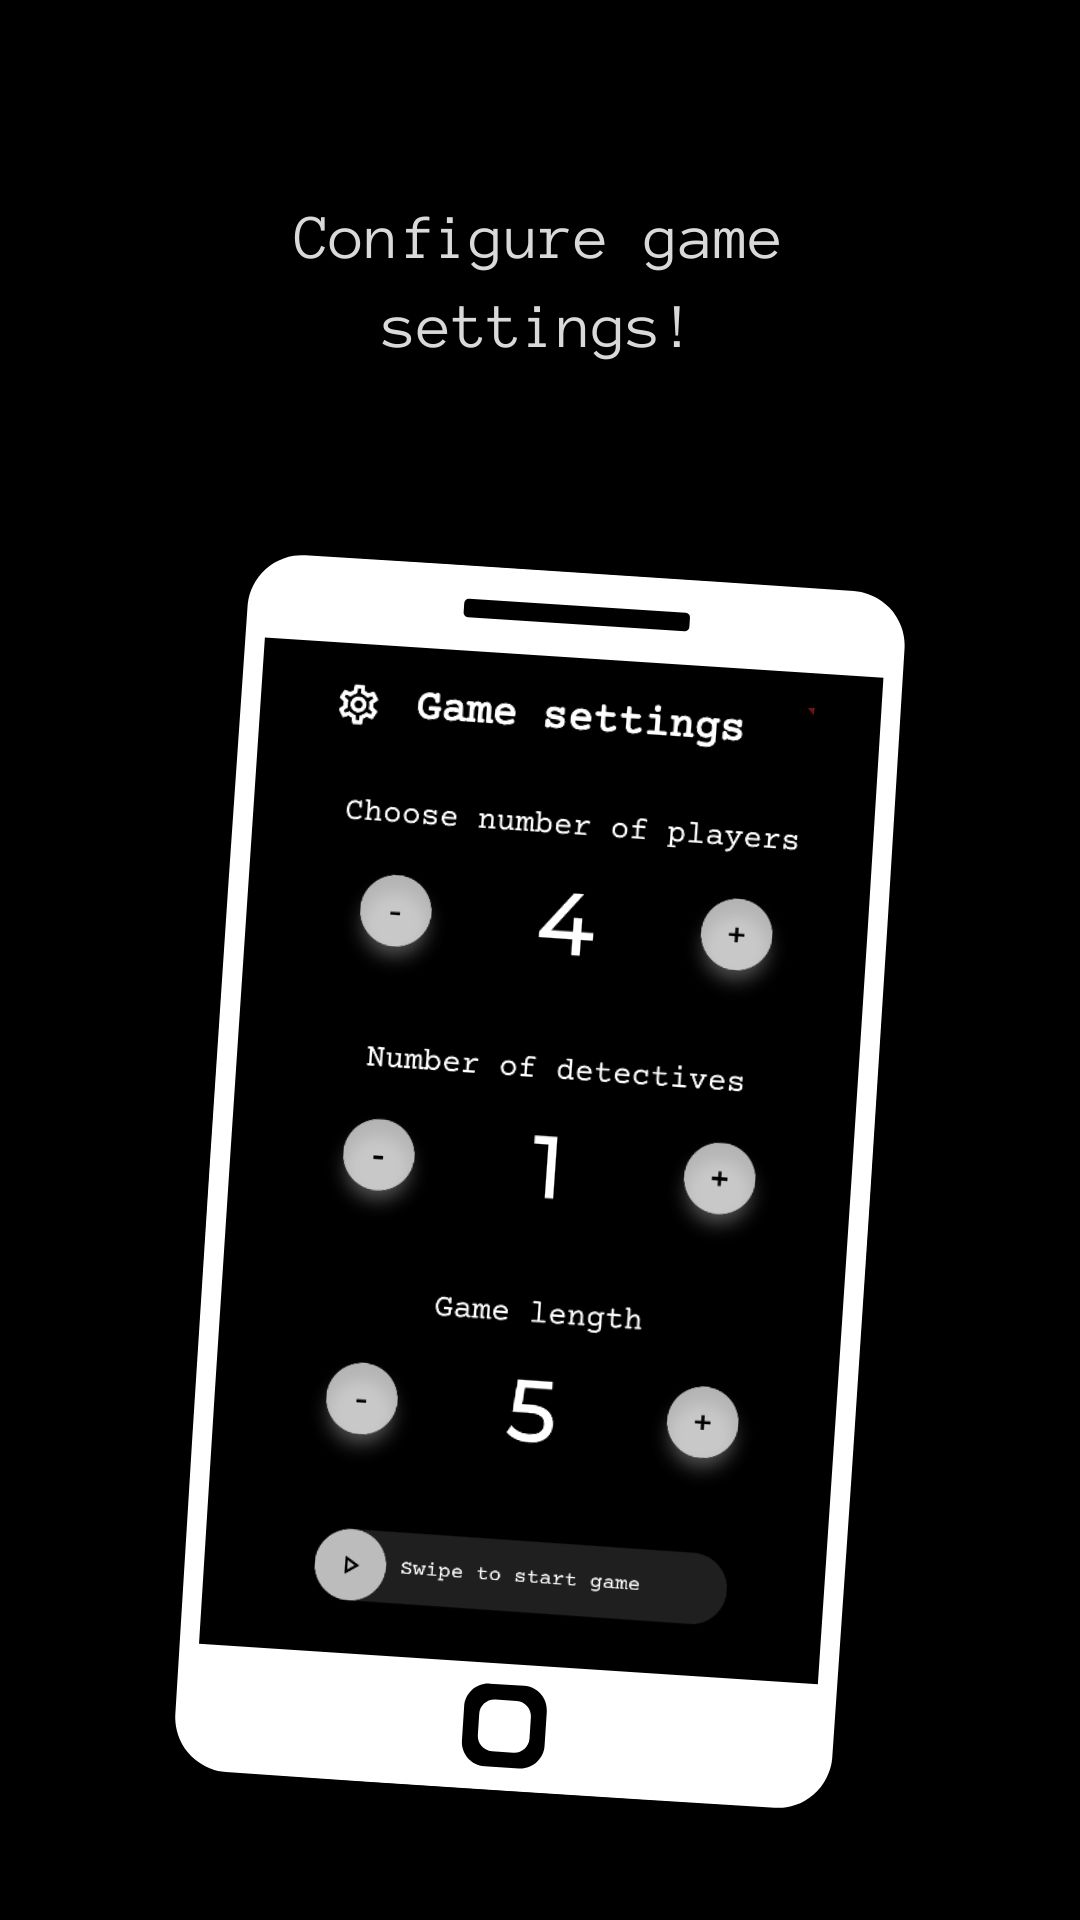 Configure game
settings!
Game settings
Choose number of players
- 4 +
Number of detectives
- 1 +
Game length
- 5 +
Swipe to start game